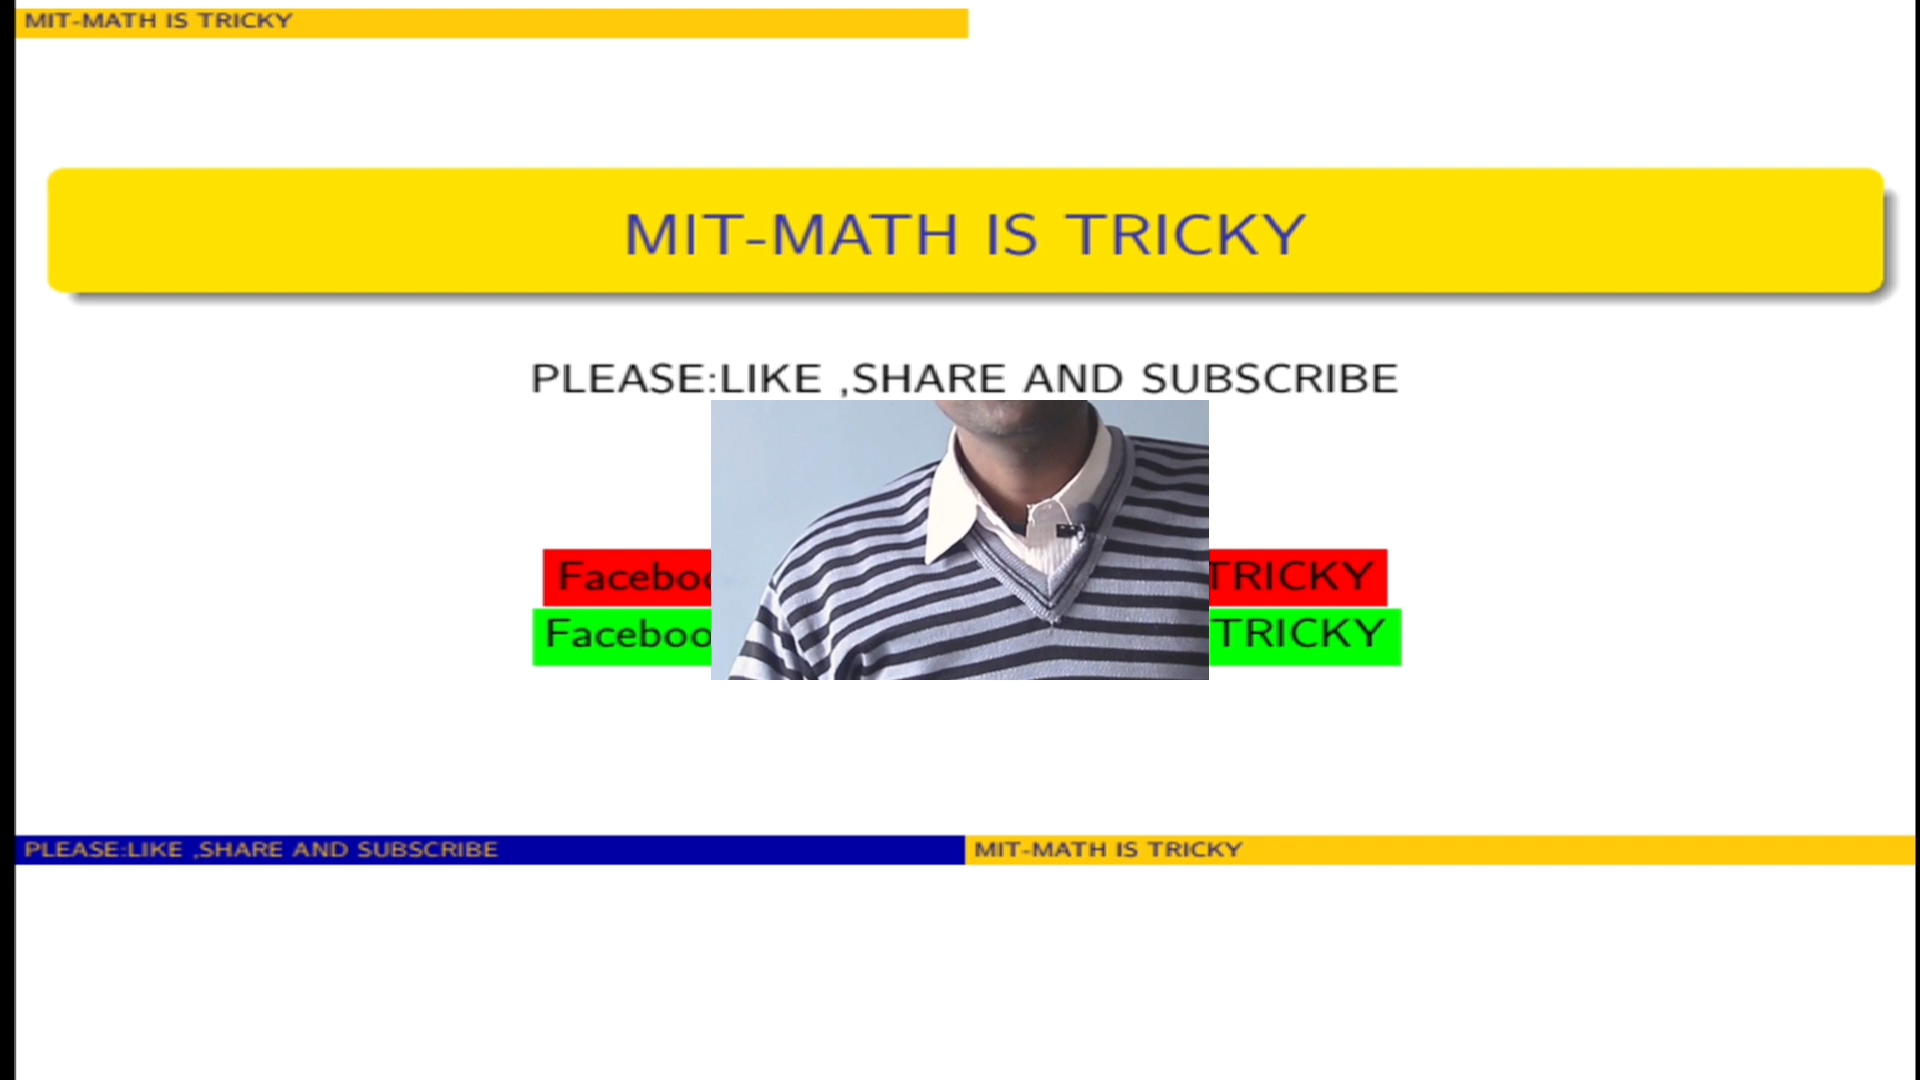 MIT-MATH IS TRICKY
MIT-MATH IS TRICKY
PLEASE:LIKE ,SHARE AND SUBSCRIBE
TRICKY
TRICKY
PLEASE:LIKE ,SHARE AND SUBSCRIBE
MIT-MATH IS TRICKY